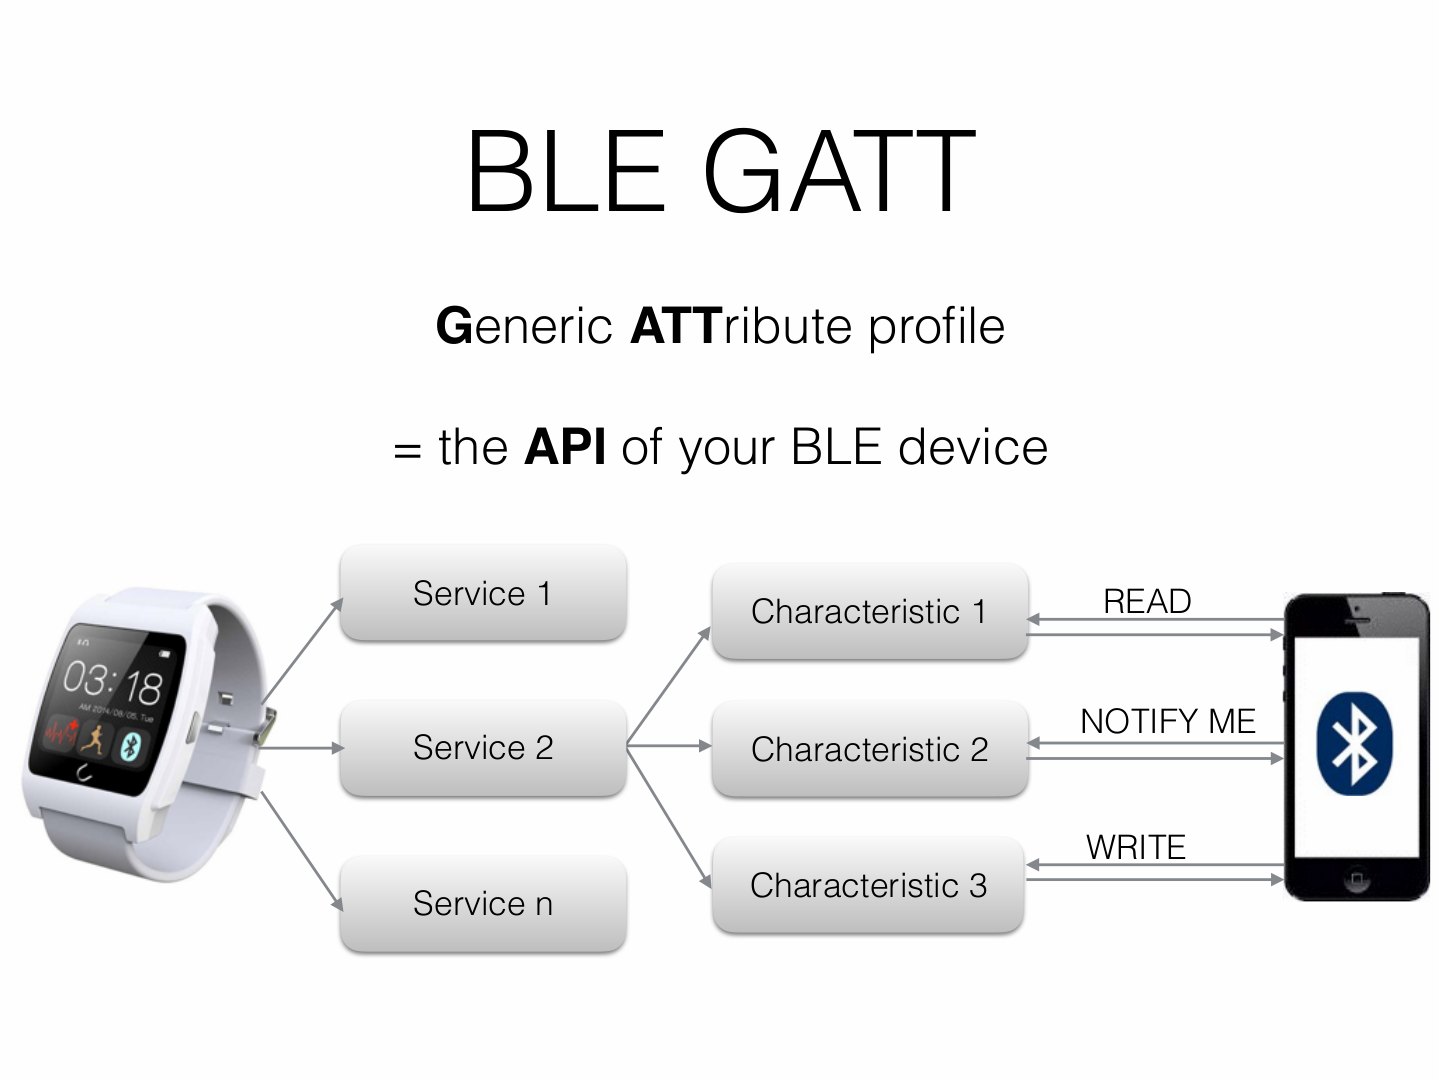 BLE GATT
Generic ATTribute profile
= the API of your BLE device
Service 1
Service 2
Service n
Characteristic 1
Characteristic 2
Characteristic 3
READ
NOTIFY ME
WRITE
03:18
AM 2014/08/05, Tue